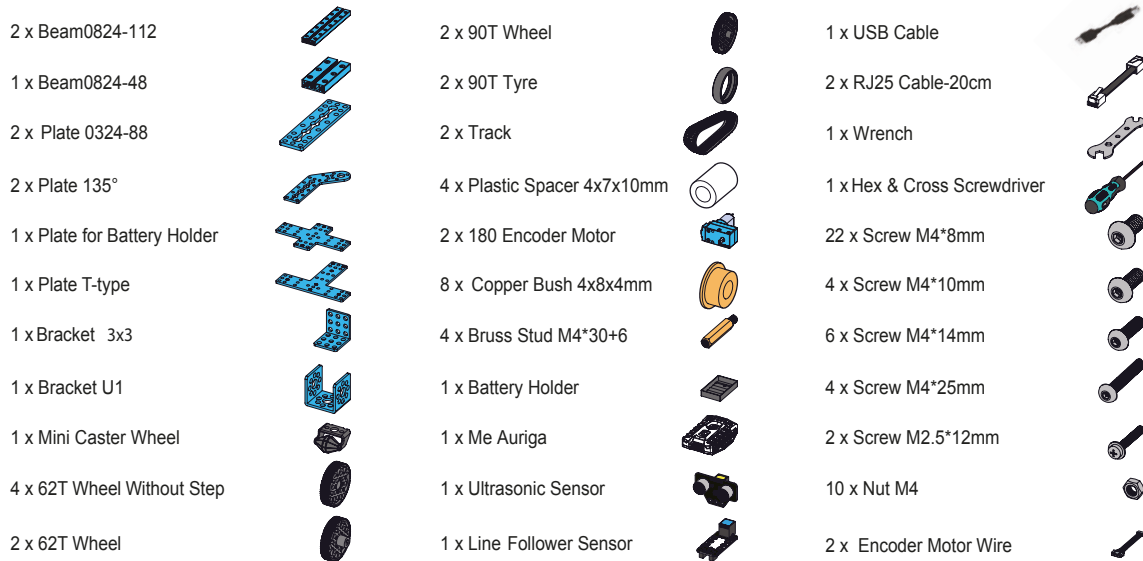 2 x Beam0824-112
1 x Beam0824-48
2 x Plate 0324-88
2 x Plate 135°
1 x Plate for Battery Holder
1 x Plate T-type
1 x Bracket 3x3
1 x Bracket U1
1 x Mini Caster Wheel
4 x 62T Wheel Without Step
2 x 62T Wheel
2 x 90T Wheel
2 x 90T Tyre
2 x Track
4 x Plastic Spacer 4x7x10mm
2 x 180 Encoder Motor
8 x Copper Bush 4x8x4mm
4 x Bruss Stud M4*30+6
1 x Battery Holder
1 x Me Auriga
1 x Ultrasonic Sensor
1 x Line Follower Sensor
1 x USB Cable
2 x RJ25 Cable-20cm
1 x Wrench
1 x Hex & Cross Screwdriver
22 x Screw M4*8mm
4 x Screw M4*10mm
6 x Screw M4*14mm
4 x Screw M4*25mm
2 x Screw M2.5*12mm
10 x Nut M4
2 x Encoder Motor Wire